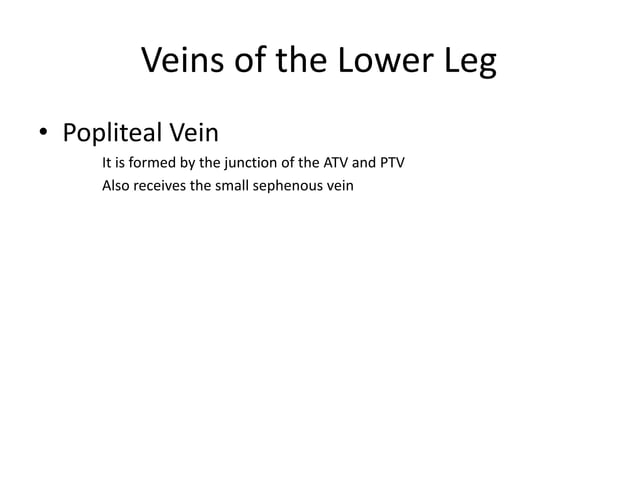 Veins of the Lower Leg
• Popliteal Vein
It is formed by the junction of the ATV and PTV
Also receives the small sephenous vein